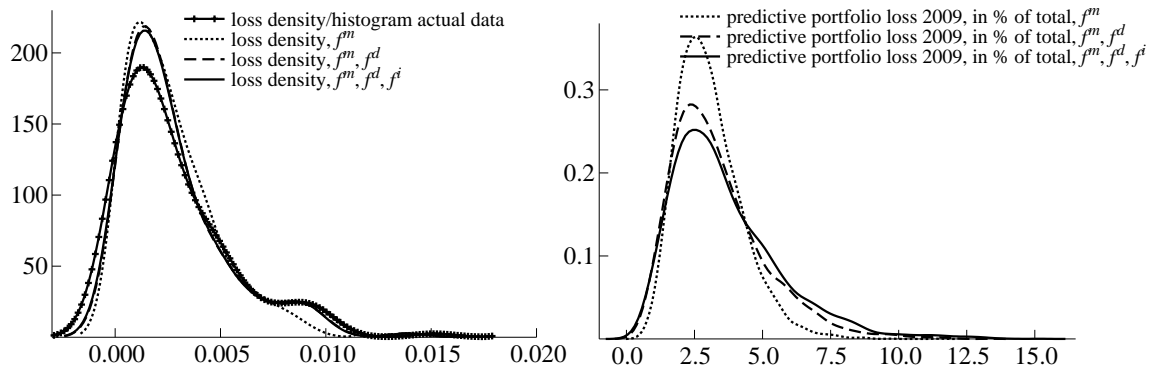 loss density/histogram actual data
loss density, f^m
loss density, f^m, f^d
loss density, f^m, f^d, f^i
200
150
100
50
0.000 0.005 0.010 0.015 0.020
predictive portfolio loss 2009, in % of total, f^m
predictive portfolio loss 2009, in % of total, f^m, f^d
predictive portfolio loss 2009, in % of total, f^m, f^d, f^i
0.3
0.2
0.1
0.0 2.5 5.0 7.5 10.0 12.5 15.0